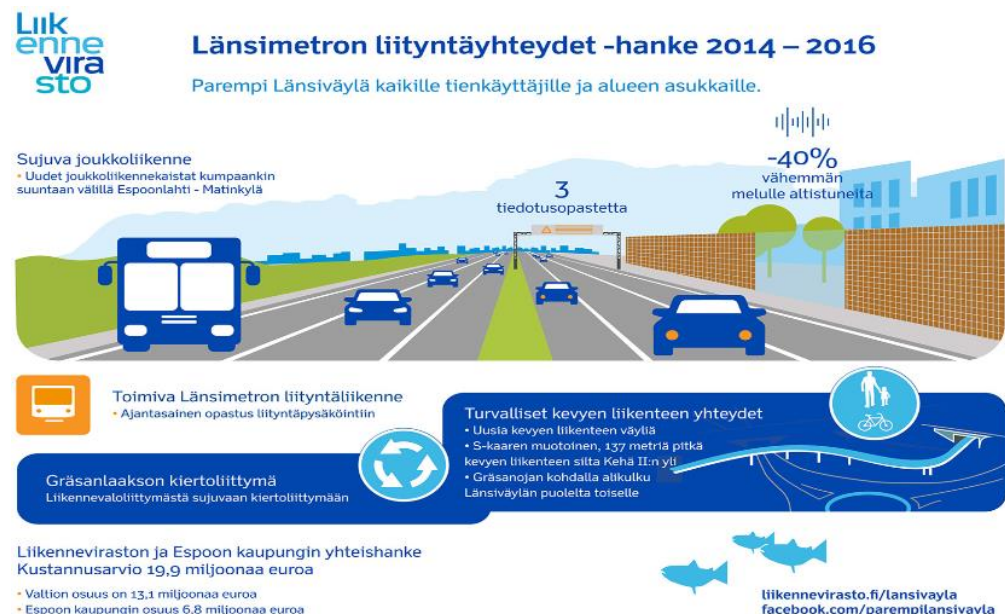 Liik
enne
vira
sto
Länsimetron liityntäyhteydet -hanke 2014 – 2016
Parempi Länsiväylä kaikille tienkäyttäjille ja alueen asukkaille.
Sujuva joukkoliikenne
• Uudet joukkoliikennekaistat kumpaankin
suuntaan välillä Espoonlahti - Matinkylä
3
tiedotusopastetta
-40%
vähemmän
melulle altistuneita
Toimiva Länsimetron liityntäliikenne
• Ajantasainen opastus liityntäpysäköintiin
Gräsanlaakson kiertoliittymä
Liikennevaloliittymästä sujuvaan kiertoliittymään
Turvalliset kevyen liikenteen yhteydet
• Uusia kevyen liikenteen väyliä
• S-kaaren muotoinen, 137 metriä pitkä
kevyen liikenteen silta Kehä II:n yli
• Gräsanojan kohdalla alikulku
Länsiväylän puolelta toiselle
Liikenneviraston ja Espoon kaupungin yhteishanke
Kustannusarvio 19,9 miljoonaa euroa
• Valtion osuus on 13,1 miljoonaa euroa
• Espoon kaupungin osuus 6,8 miljoonaa euroa
liikennevirasto.fi/lansivayla
facebook.com/parempilansivayla